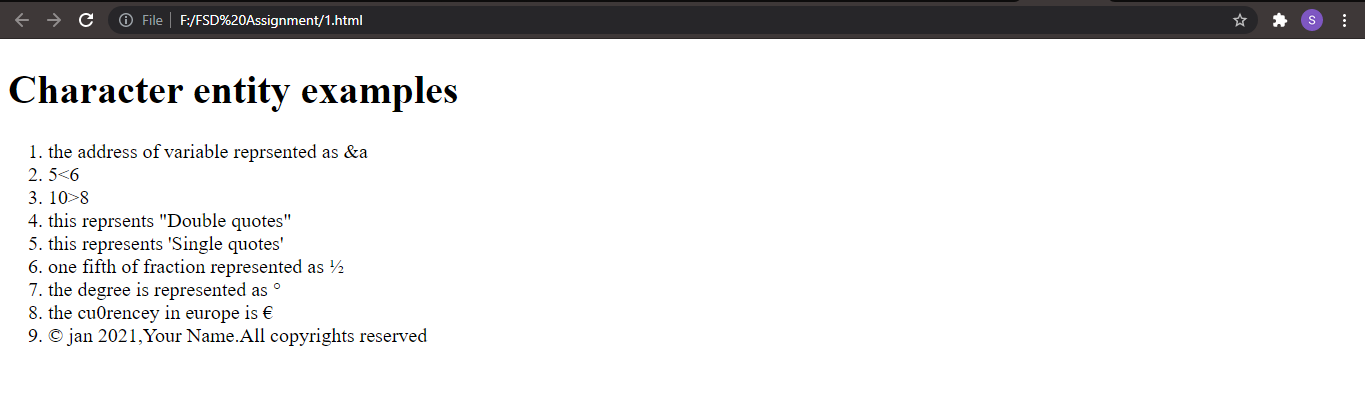 File F:/FSD%20Assignment/1.html S
Character entity examples
1. the address of variable reprsented as &a
2. 5<6
3. 10>8
4. this reprsents "Double quotes"
5. this represents 'Single quotes'
6. one fifth of fraction represented as ½
7. the degree is represented as °
8. the cu0rencey in europe is €
9. © jan 2021,Your Name.All copyrights reserved